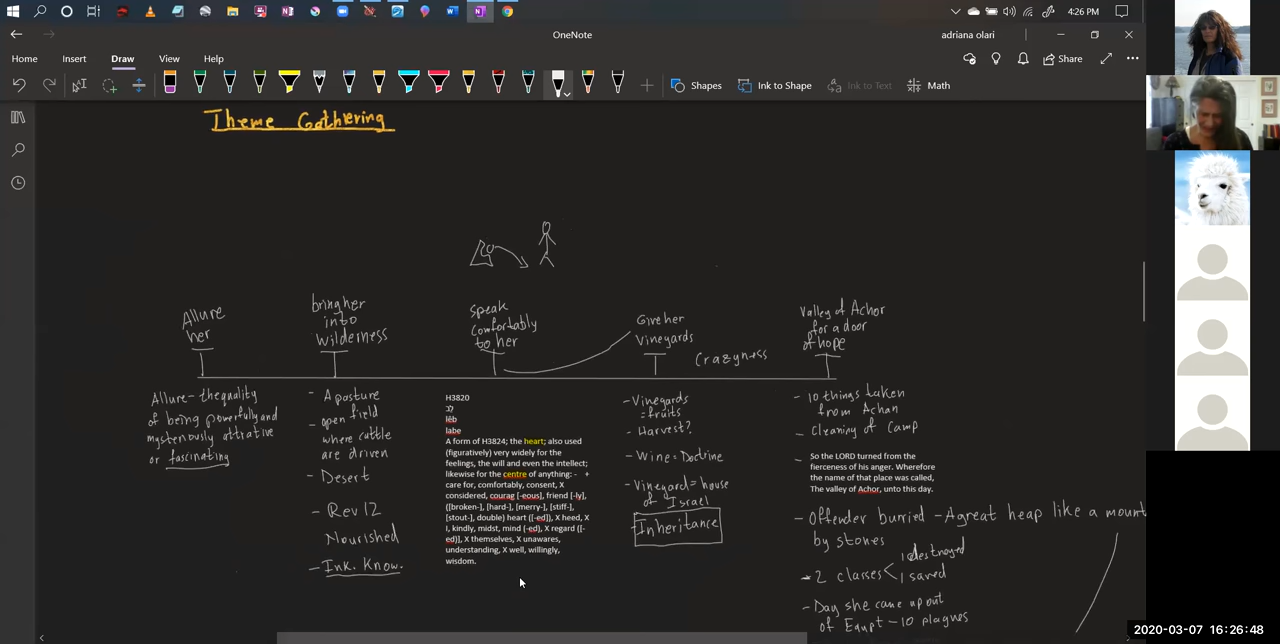 4:26 PM
OneNote
adriana olari
Home
Insert
Draw
View
Help
Share
Shapes
Ink to Shape
Ink to Text
Math
Theme Gathering
Allure
her
bring her
into
Wilderness
speak
comfortably
to her
Give her
Vineyards
Crazyness
Valley of Achor
for a door
of hope
Allure - the quality
of being powerfully and
mysteriously attrative
or fascinating
- A pasture
- open field
where cattle
are driven
- Desert
- Rev 12
Nourished
- Ink. Know.
H3820
לב
lêb
labe
A form of H3824; the heart; also used
(figuratively) very widely for the
feelings, the will and even the intellect;
likewise for the centre of anything: - +
care for, comfortably, consent, X
considered, courag [-eous], friend [-ly],
([broken-], [hard-], [merry-], [stiff-],
[stout-], double) heart ([-ed]), X heed, X
I, kindly, midst, mind (-ed), X regard ([-
ed)], X themselves, X unawares,
understanding, X well, willingly,
wisdom.
- Vineyards
= fruits
- Harvest?
- Wine = Doctrine
- Vineyard = house
of Israel
- Inheritance
- 10 things taken
from Achan
- Cleaning of Camp
- So the LORD turned from the
fierceness of his anger. Wherefore
the name of that place was called,
The valley of Achor, unto this day.
- Offender burried - A great heap like a mount
by stones
- 2 classes < 1 destroyed
1 saved
- Day she came up out
of Egypt - 10 plagues
2020-03-07 16:26:48